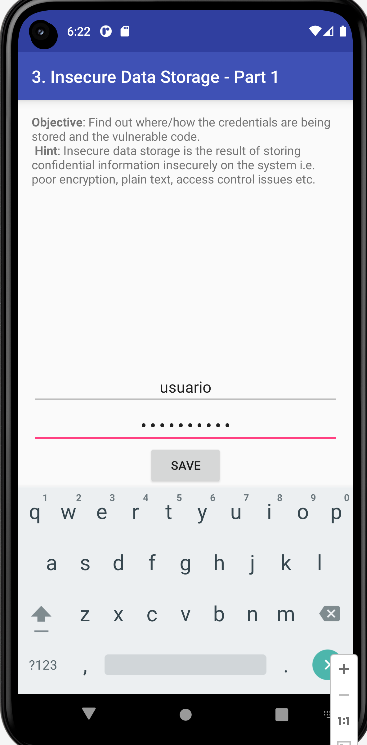 6:22
3. Insecure Data Storage - Part 1
Objective: Find out where/how the credentials are being
stored and the vulnerable code.
Hint: Insecure data storage is the result of storing
confidential information insecurely on the system i.e.
poor encryption, plain text, access control issues etc.
usuario
••••••••••
SAVE
1 2 3 4 5 6 7 8 9 0
q w e r t y u i o p
a s d f g h j k l
z x c v b n m
?123 , .
+
−
1:1